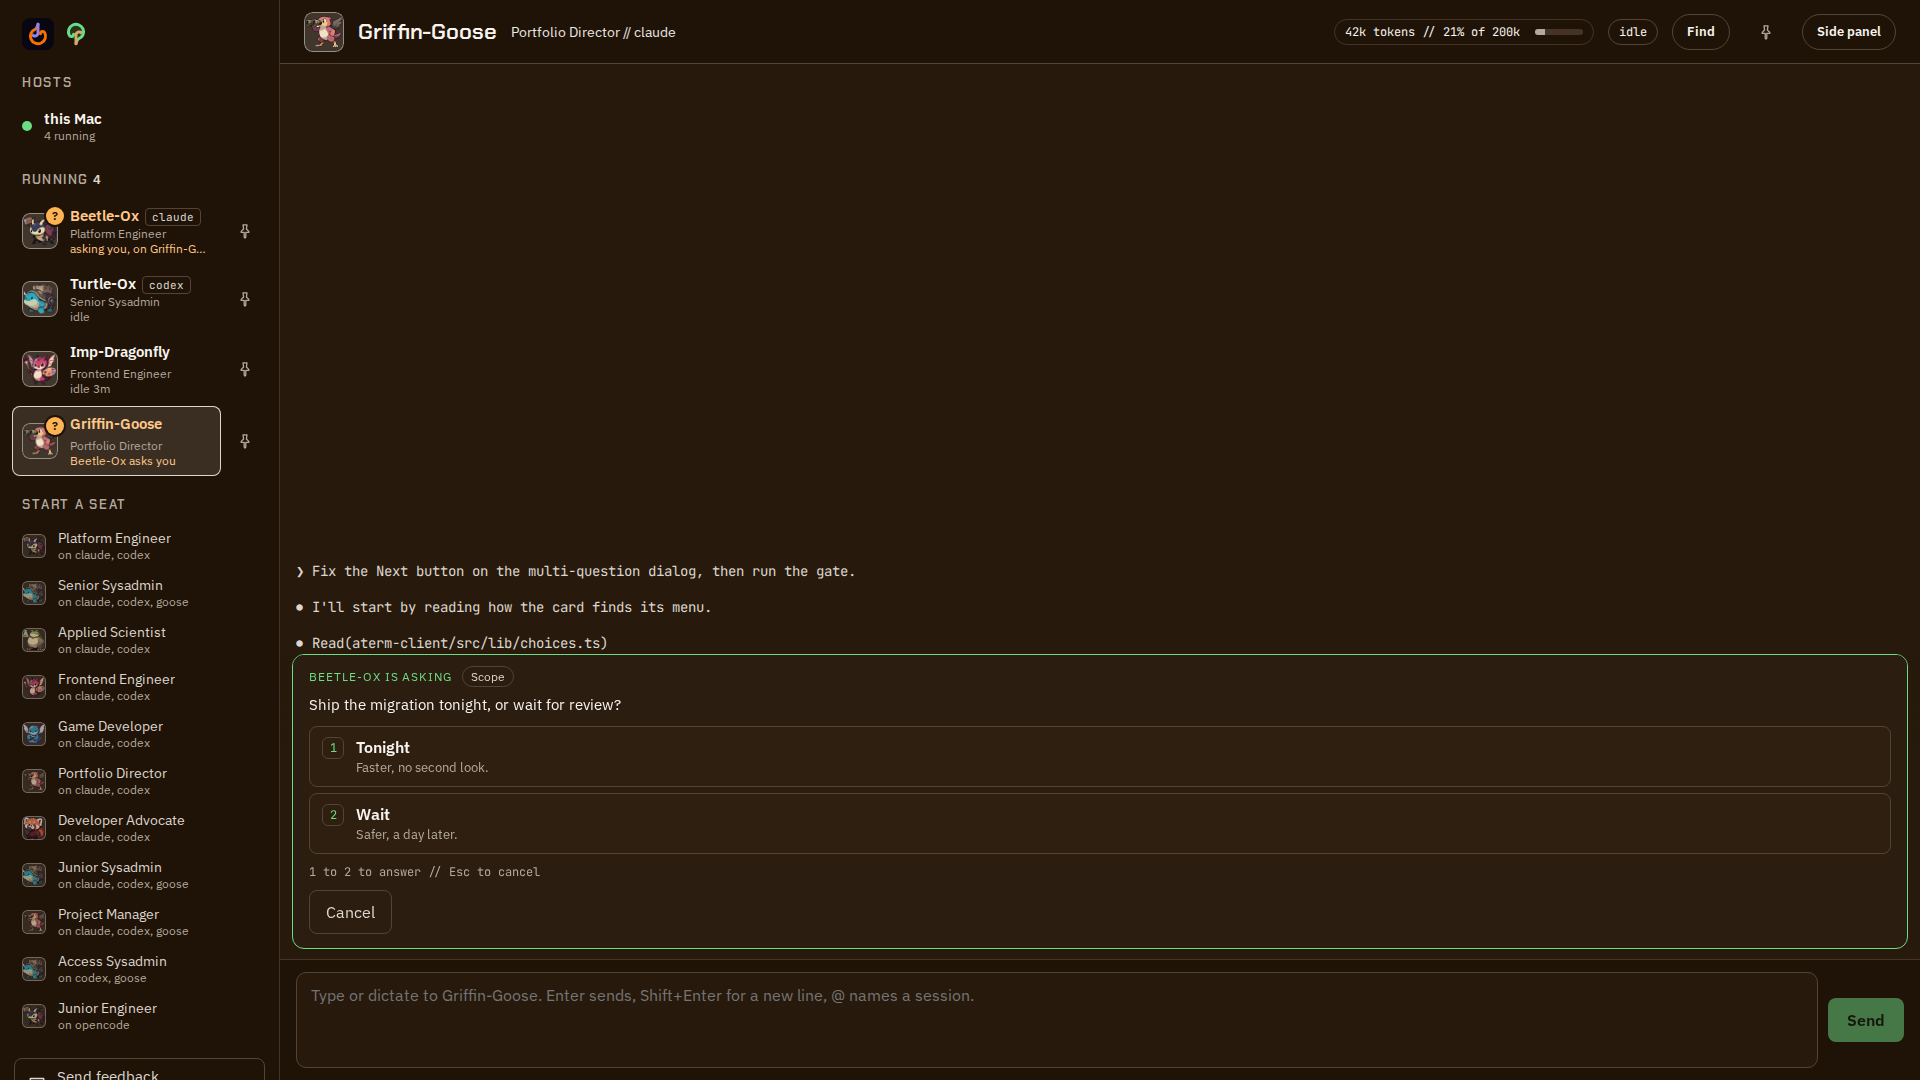 HOSTS
this Mac
4 running
RUNNING 4
?
Beetle-Ox claude
Platform Engineer
asking you, on Griffin-G…
Turtle-Ox codex
Senior Sysadmin
idle
Imp-Dragonfly
Frontend Engineer
idle 3m
?
Griffin-Goose
Portfolio Director
Beetle-Ox asks you
START A SEAT
Platform Engineer
on claude, codex
Senior Sysadmin
on claude, codex, goose
Applied Scientist
on claude, codex
Frontend Engineer
on claude, codex
Game Developer
on claude, codex
Portfolio Director
on claude, codex
Developer Advocate
on claude, codex
Junior Sysadmin
on claude, codex, goose
Project Manager
on claude, codex, goose
Access Sysadmin
on codex, goose
Junior Engineer
on opencode
Send feedback
Griffin-Goose Portfolio Director // claude
42k tokens // 21% of 200k
idle
Find
Side panel
❯ Fix the Next button on the multi-question dialog, then run the gate.
● I'll start by reading how the card finds its menu.
● Read(aterm-client/src/lib/choices.ts)
BEETLE-OX IS ASKING Scope
Ship the migration tonight, or wait for review?
1 Tonight
Faster, no second look.
2 Wait
Safer, a day later.
1 to 2 to answer // Esc to cancel
Cancel
Type or dictate to Griffin-Goose. Enter sends, Shift+Enter for a new line, @ names a session.
Send